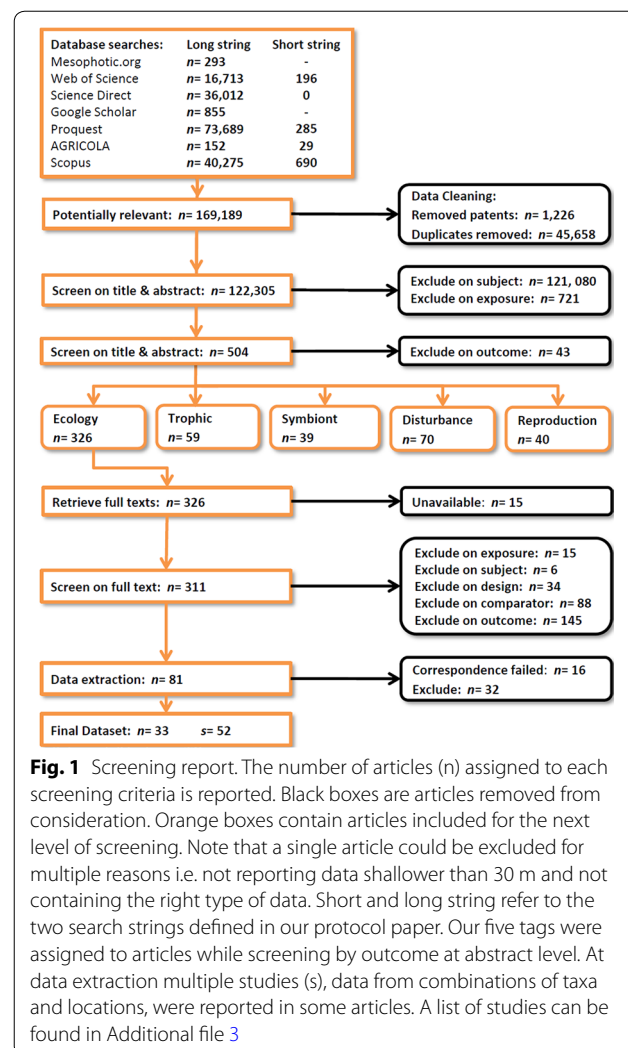 Database searches: Long string Short string
Mesophotic.org n= 293 -
Web of Science n= 16,713 196
Science Direct n= 36,012 0
Google Scholar n= 855 -
Proquest n= 73,689 285
AGRICOLA n= 152 29
Scopus n= 40,275 690
Potentially relevant: n= 169,189
Data Cleaning:
Removed patents: n= 1,226
Duplicates removed: n= 45,658
Screen on title & abstract: n= 122,305
Exclude on subject: n= 121, 080
Exclude on exposure: n= 721
Screen on title & abstract: n= 504
Exclude on outcome: n= 43
Ecology
n= 326
Trophic
n= 59
Symbiont
n= 39
Disturbance
n= 70
Reproduction
n= 40
Retrieve full texts: n= 326
Unavailable: n= 15
Screen on full text: n= 311
Exclude on exposure: n= 15
Exclude on subject: n= 6
Exclude on design: n= 34
Exclude on comparator: n= 88
Exclude on outcome: n= 145
Data extraction: n= 81
Correspondence failed: n= 16
Exclude: n= 32
Final Dataset: n= 33 s= 52
Fig. 1 Screening report. The number of articles (n) assigned to each
screening criteria is reported. Black boxes are articles removed from
consideration. Orange boxes contain articles included for the next
level of screening. Note that a single article could be excluded for
multiple reasons i.e. not reporting data shallower than 30 m and not
containing the right type of data. Short and long string refer to the
two search strings defined in our protocol paper. Our five tags were
assigned to articles while screening by outcome at abstract level. At
data extraction multiple studies (s), data from combinations of taxa
and locations, were reported in some articles. A list of studies can be
found in Additional file 3